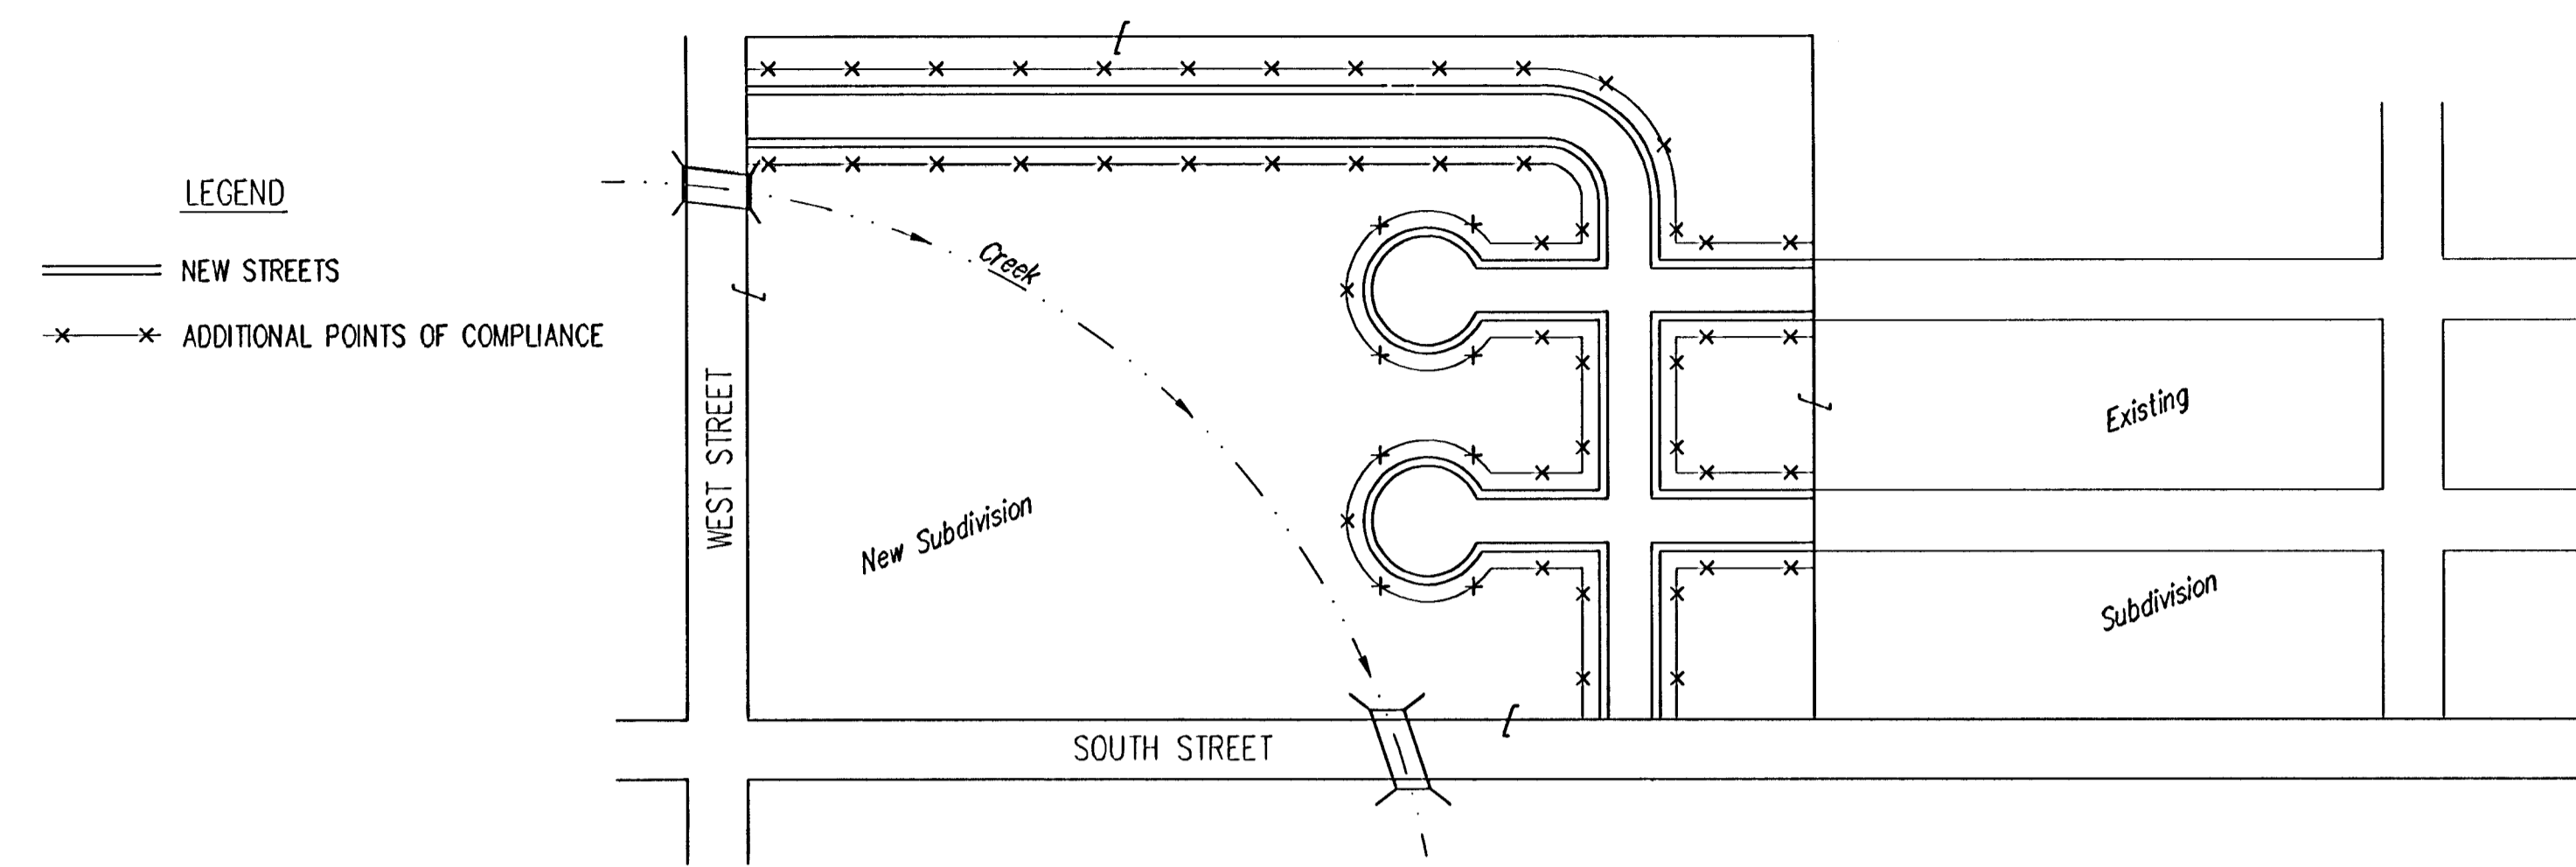 LEGEND
NEW STREETS
ADDITIONAL POINTS OF COMPLIANCE
WEST STREET
Creek
New Subdivision
SOUTH STREET
Existing
Subdivision